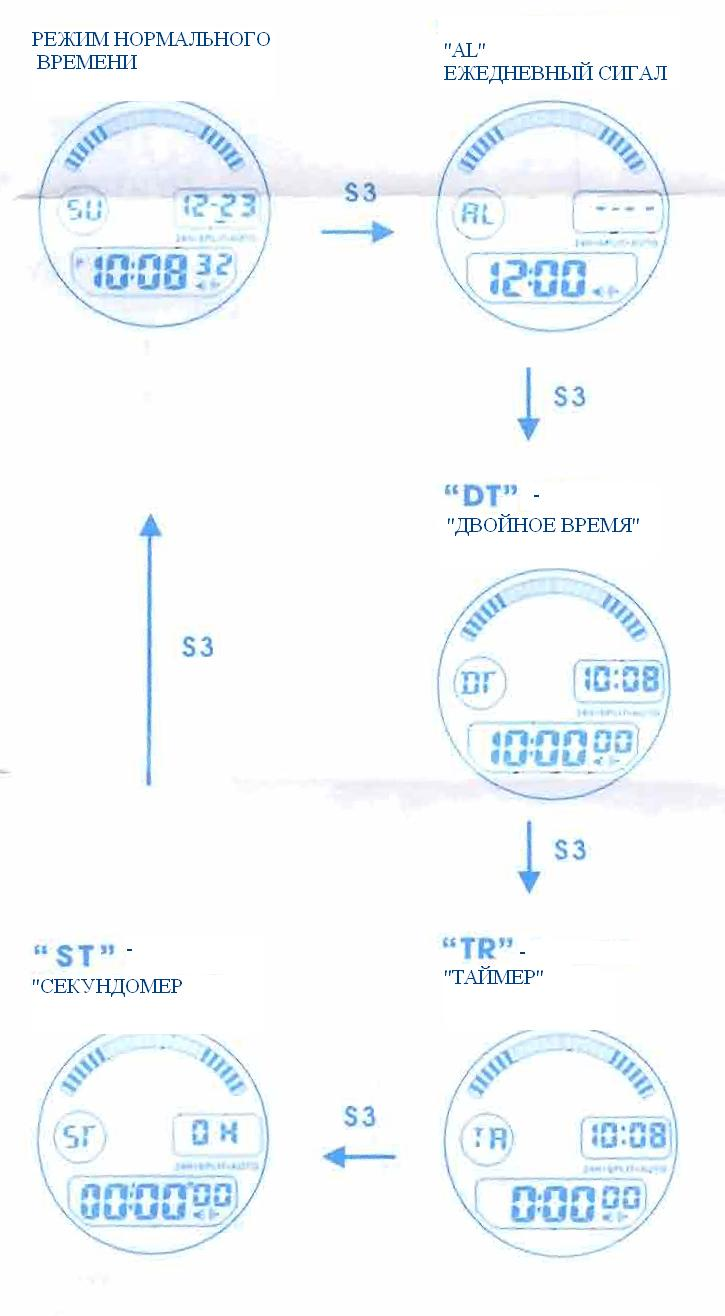 РЕЖИМ НОРМАЛЬНОГО
ВРЕМЕНИ
"AL"
ЕЖЕДНЕВНЫЙ СИГАЛ
SU
12-23
P 10:08 32
S3
AL
----
12:00
S3
“DT” -
"ДВОЙНОЕ ВРЕМЯ"
S3
DT
10:08
10:00 00
S3
“ST” -
"СЕКУНДОМЕР
“TR” -
"ТАЙМЕР"
ST
0 H
00:00 00
S3
TR
10:08
0:00 00